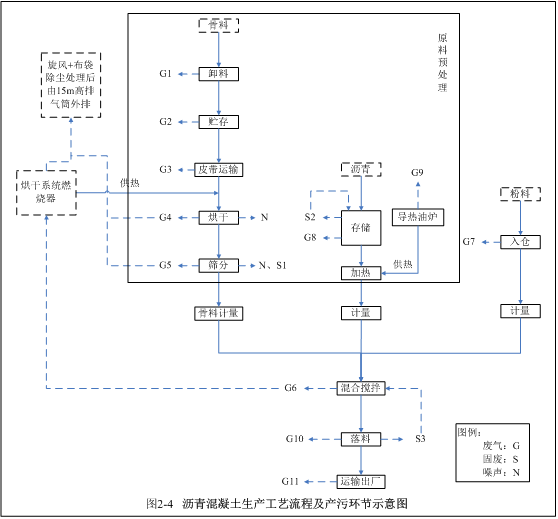 骨料
原料预处理
旋风+布袋
除尘处理后
由15m高排
气筒外排
G1
卸料
G2
贮存
G3
皮带运输
沥青
G9
烘干系统燃
烧器
供热
粉料
G4
烘干
N
S2
G8
存储
导热油炉
G7
入仓
G5
筛分
N、S1
加热
供热
骨料计量
计量
计量
G6
混合搅拌
G10
落料
S3
G11
运输出厂
图例:
废气:G
固废:S
噪声:N
图2-4 沥青混凝土生产工艺流程及产污环节示意图